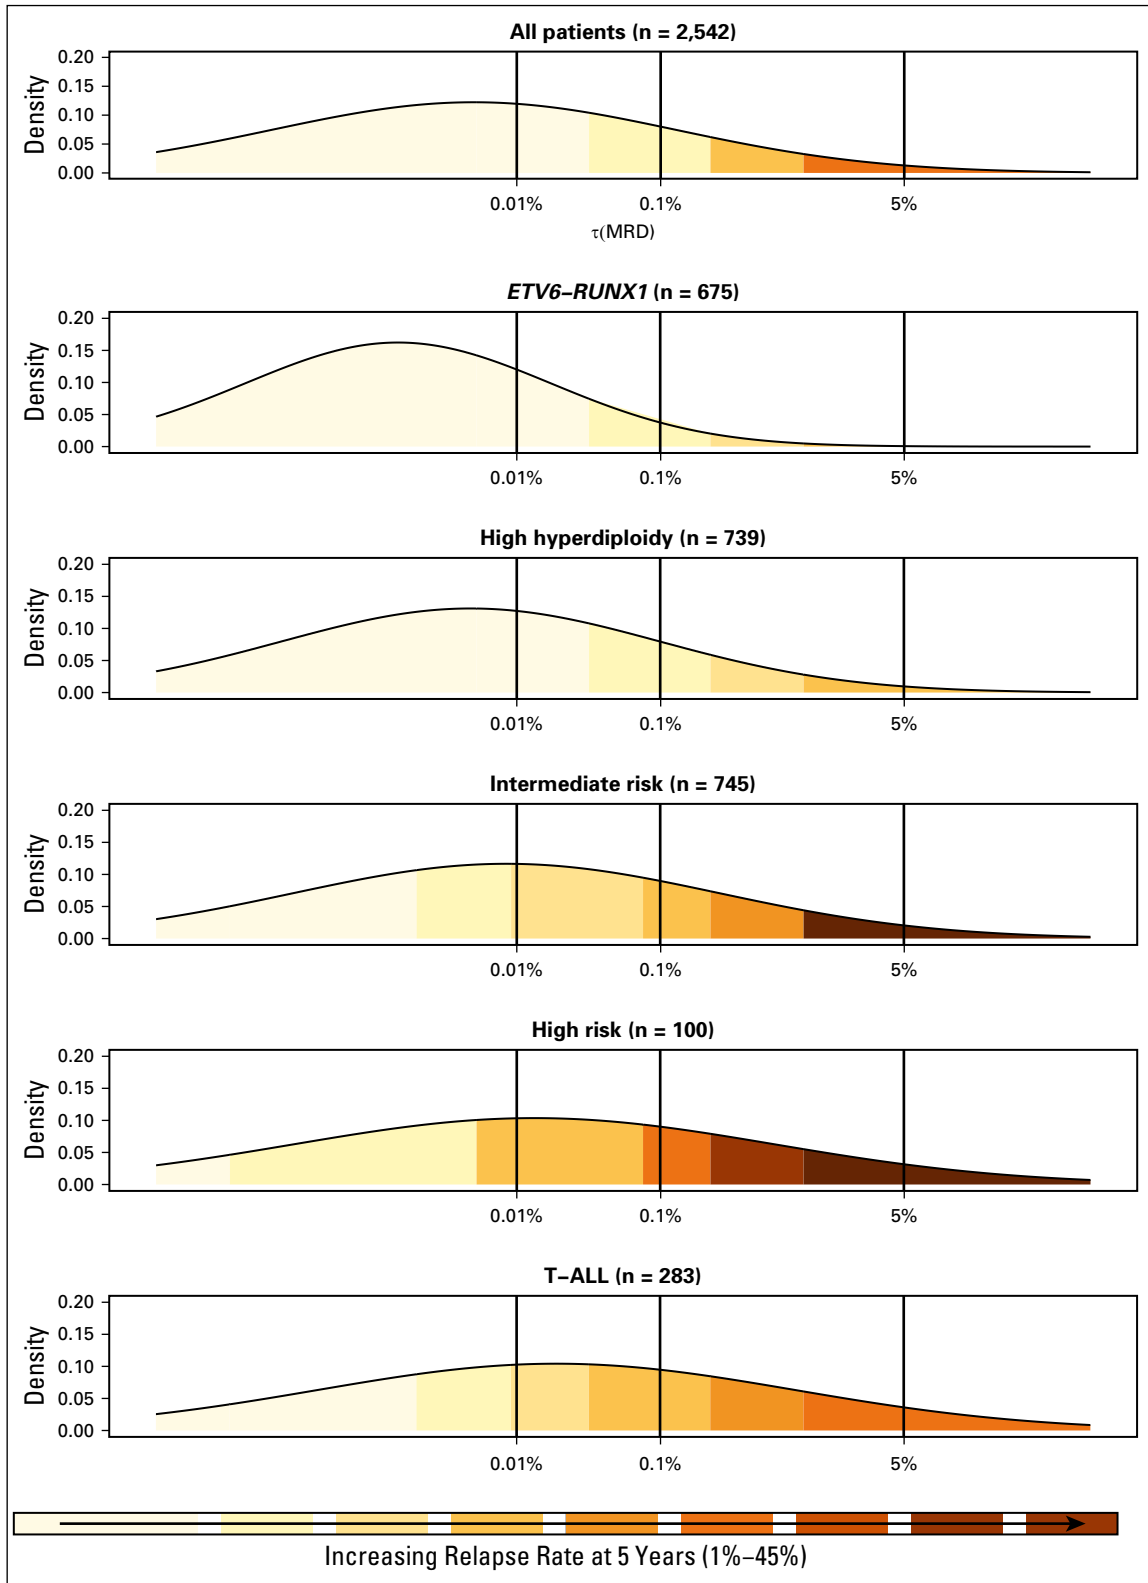 All patients (n = 2,542)
Density
0.20
0.15
0.10
0.05
0.00
0.01% 0.1% 5%
τ(MRD)
ETV6–RUNX1 (n = 675)
Density
0.20
0.15
0.10
0.05
0.00
0.01% 0.1% 5%
High hyperdiploidy (n = 739)
Density
0.20
0.15
0.10
0.05
0.00
0.01% 0.1% 5%
Intermediate risk (n = 745)
Density
0.20
0.15
0.10
0.05
0.00
0.01% 0.1% 5%
High risk (n = 100)
Density
0.20
0.15
0.10
0.05
0.00
0.01% 0.1% 5%
T–ALL (n = 283)
Density
0.20
0.15
0.10
0.05
0.00
0.01% 0.1% 5%
Increasing Relapse Rate at 5 Years (1%–45%)